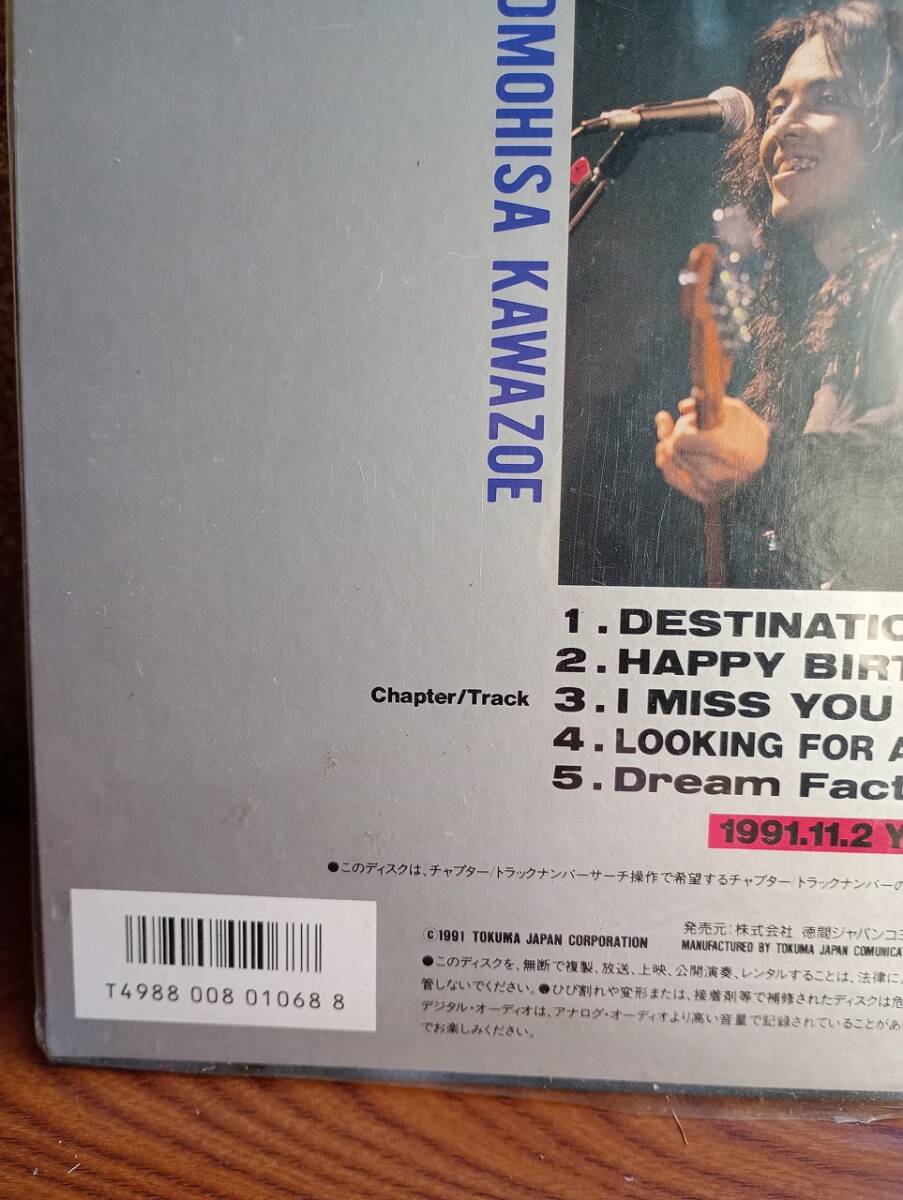 OMOHISA KAWAZOE
1.DESTINATIO
2.HAPPY BIRT
Chapter/Track 3.I MISS YOU
4.LOOKING FOR A
5.Dream Fact
1991.11.2 Y
●このディスクは、チャプター/トラックナンバーサーチ操作で希望するチャプター/トラックナンバーの
©1991 TOKUMA JAPAN CORPORATION
発売元:株式会社 徳間ジャパンコミ
MANUFACTURED BY TOKUMA JAPAN COMUNICAT
●このディスクを、無断で複製、放送、上映、公開演奏、レンタルすることは、法律によ
管しないでください。●ひび割れや変形または、接着剤等で補修されたディスクは危
デジタル・オーディオは、アナログ・オーディオより高い音量で記録されていることがあ
でお楽しみください。
T4988 008 01068 8